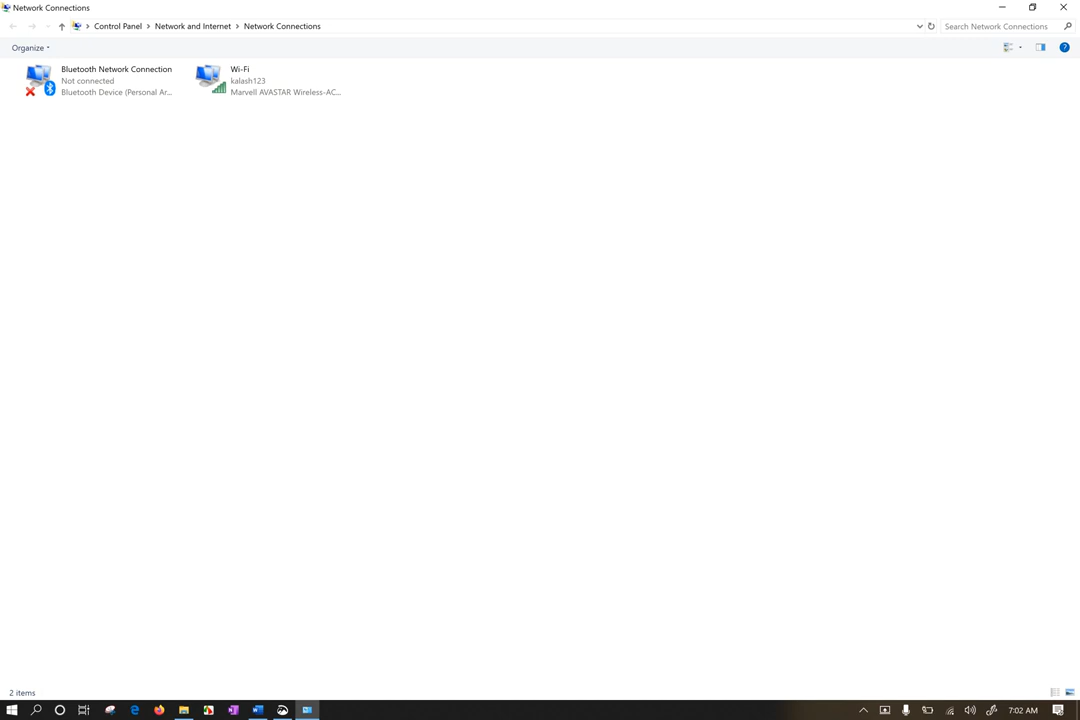 Network Connections
Control Panel > Network and Internet > Network Connections
Search Network Connections
Organize
Bluetooth Network Connection
Not connected
Bluetooth Device (Personal Ar...
Wi-Fi
kalash123
Marvell AVASTAR Wireless-AC...
2 items
7:02 AM